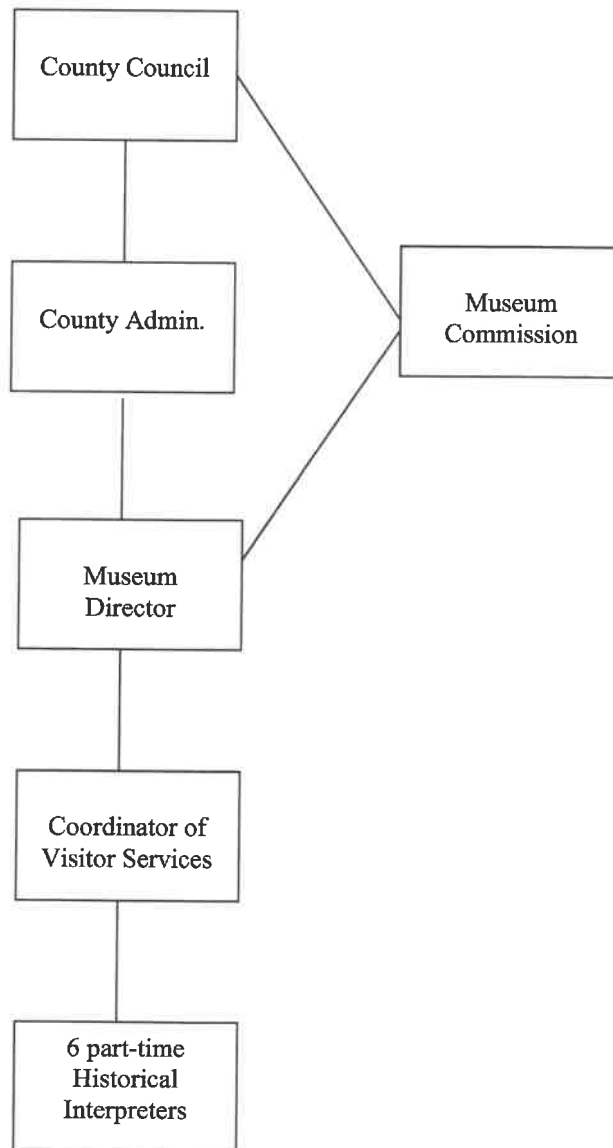 County Council
County Admin.
Museum
Commission
Museum
Director
Coordinator of
Visitor Services
6 part-time
Historical
Interpreters